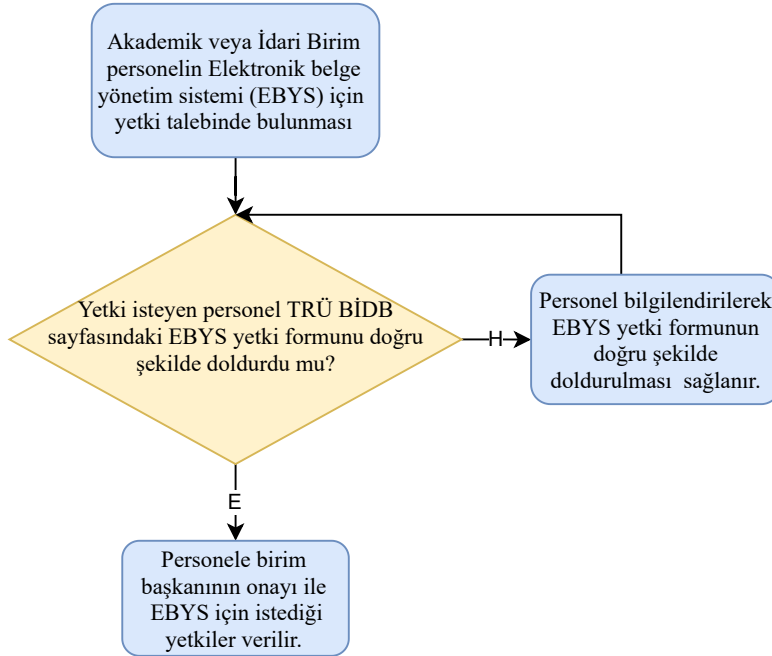 Akademik veya İdari Birim
personelin Elektronik belge
yönetim sistemi (EBYS) için
yetki talebinde bulunması
Yetki isteyen personel TRÜ BİDB
sayfasındaki EBYS yetki formunu doğru
şekilde doldurdu mu?
H
Personel bilgilendirilerek
EBYS yetki formunun
doğru şekilde
doldurulması sağlanır.
E
Personele birim
başkanının onayı ile
EBYS için istediği
yetkiler verilir.